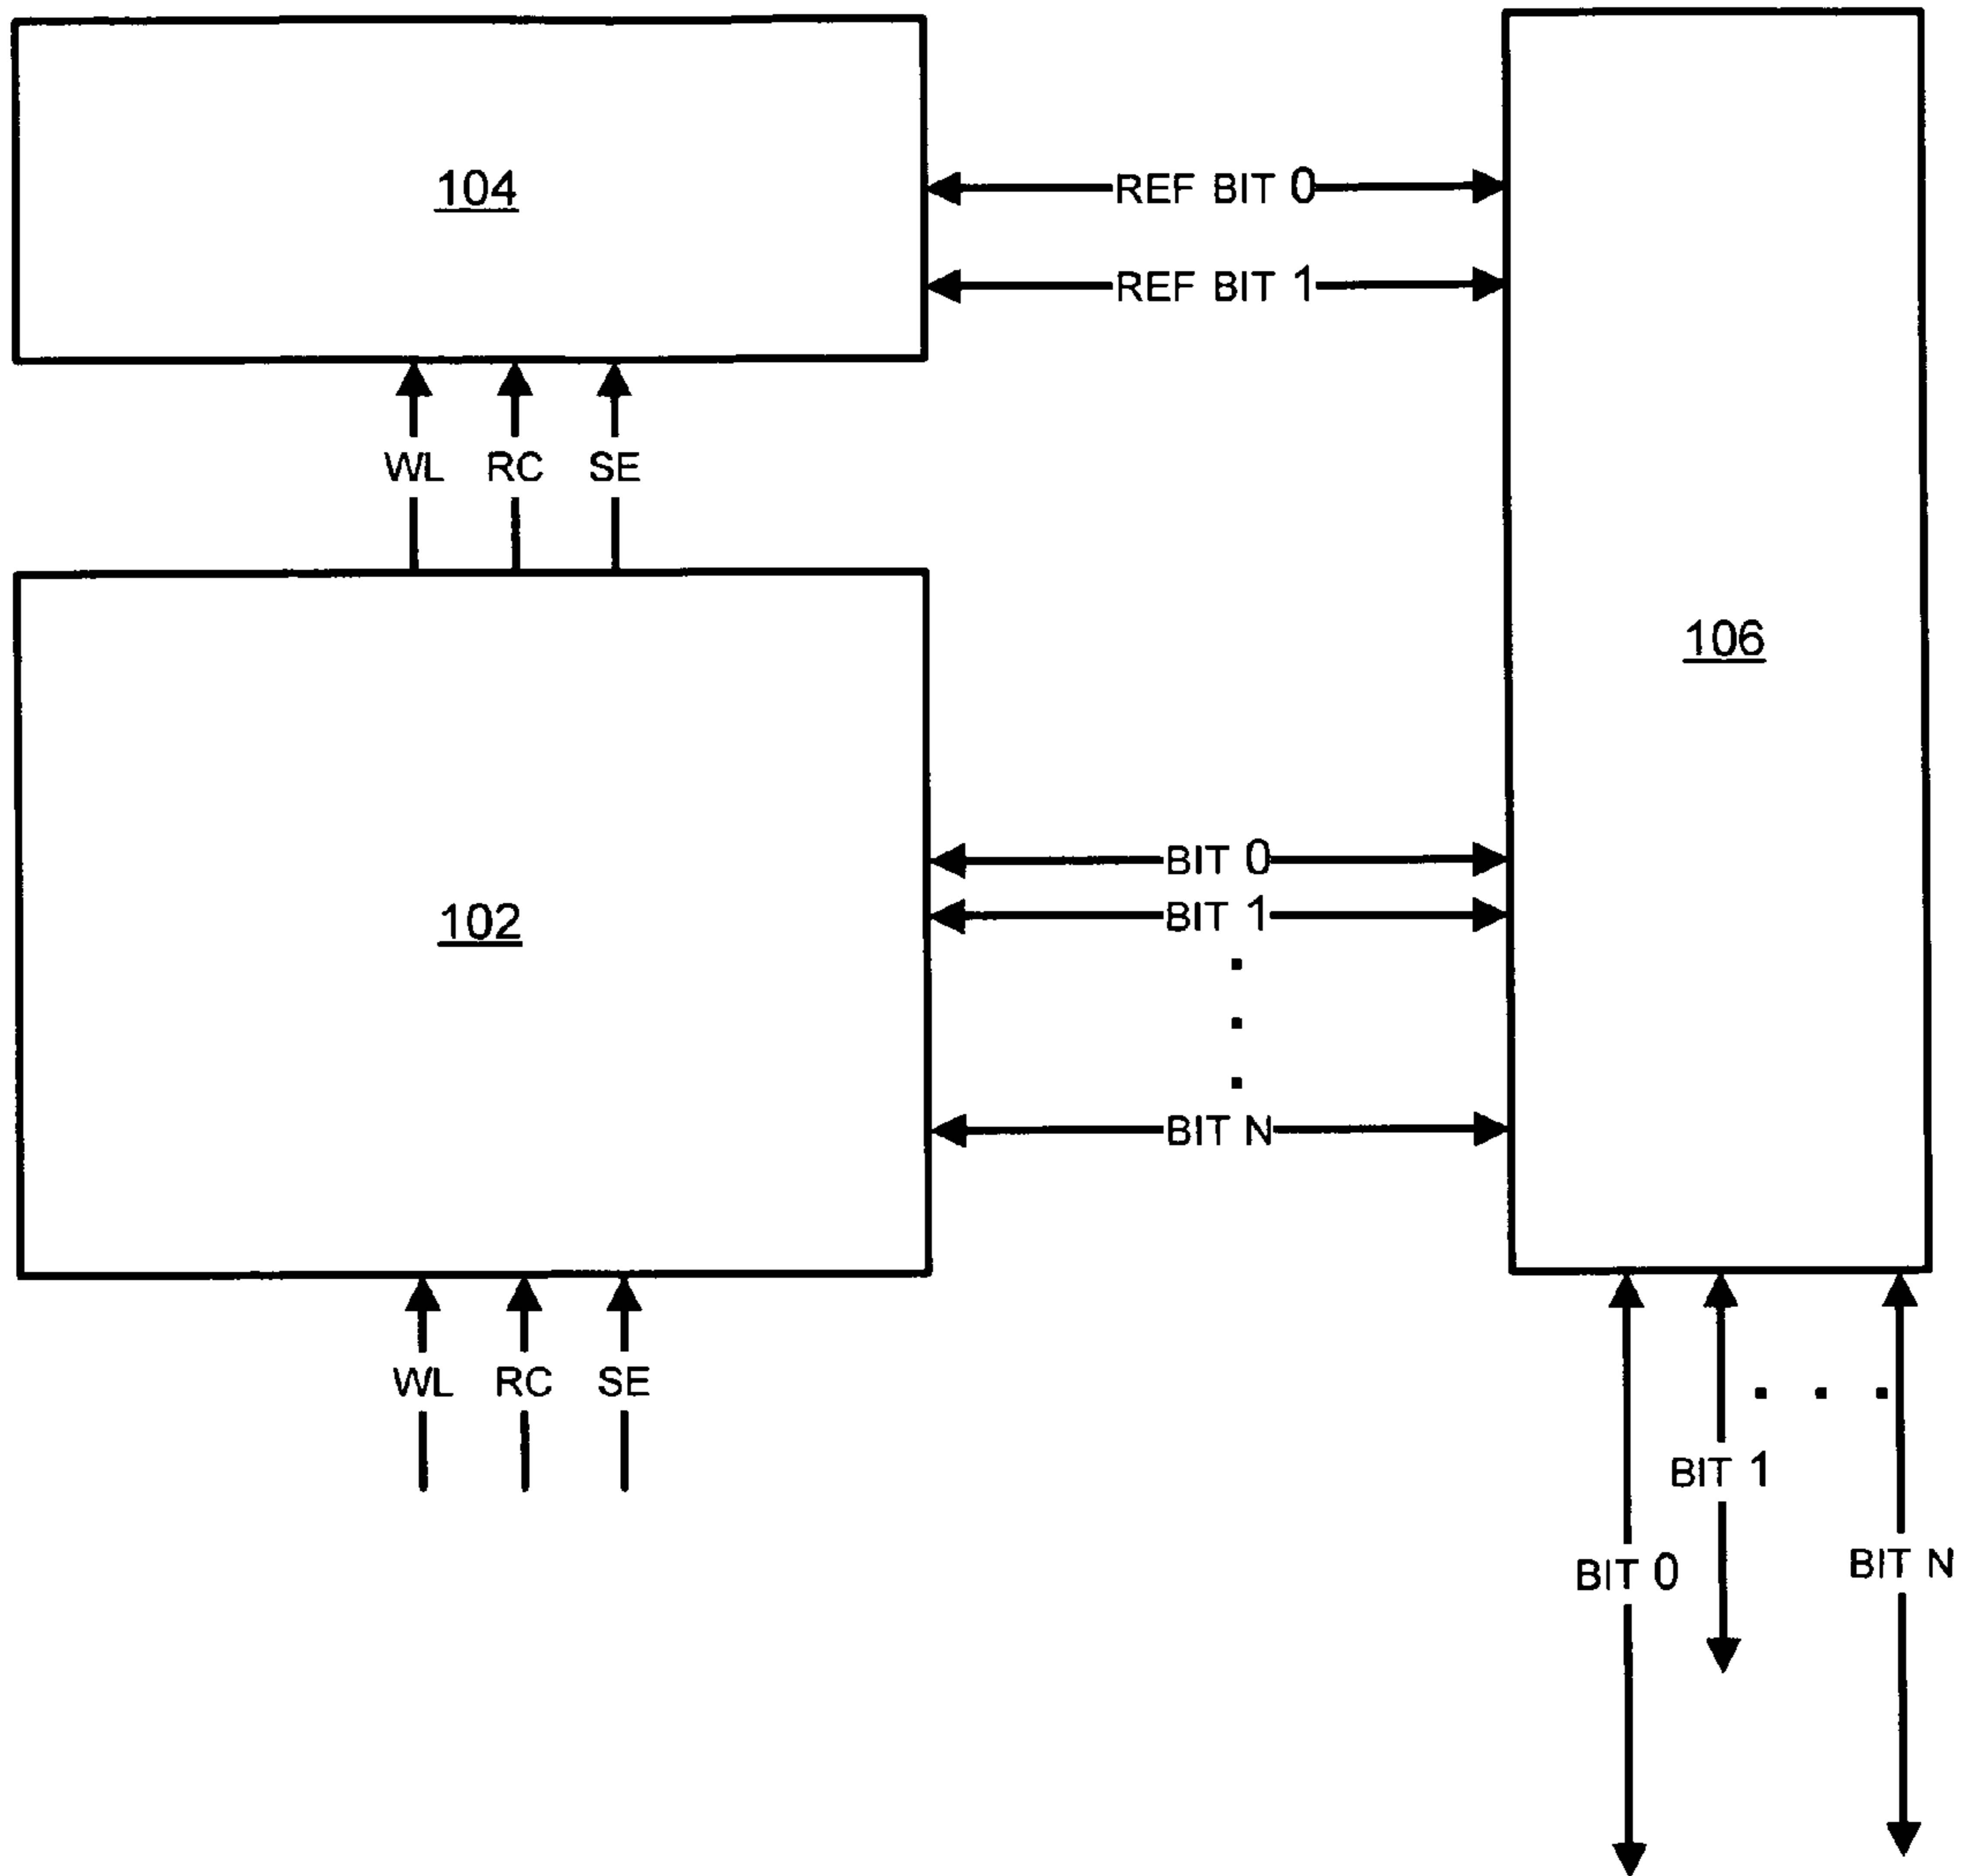 104
REF BIT 0
REF BIT 1
WL RC SE
106
BIT 0
BIT 1
102
BIT N
WL RC SE
BIT 1
BIT 0
BIT N